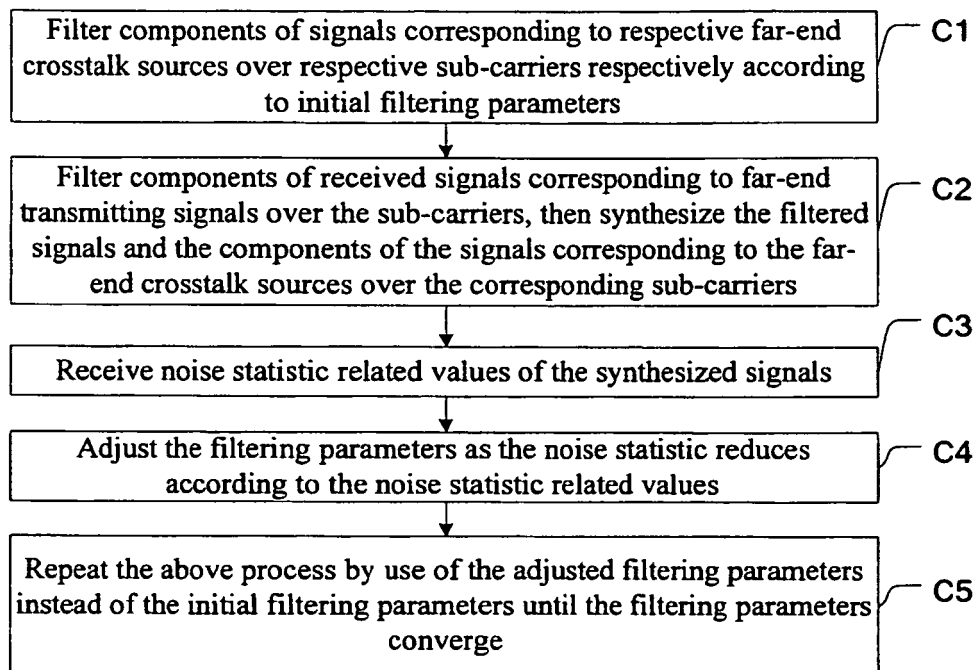 Filter components of signals corresponding to respective far-end
crosstalk sources over respective sub-carriers respectively according
to initial filtering parameters
C1
Filter components of received signals corresponding to far-end
transmitting signals over the sub-carriers, then synthesize the filtered
signals and the components of the signals corresponding to the far-
end crosstalk sources over the corresponding sub-carriers
C2
Receive noise statistic related values of the synthesized signals
C3
Adjust the filtering parameters as the noise statistic reduces
according to the noise statistic related values
C4
Repeat the above process by use of the adjusted filtering parameters
instead of the initial filtering parameters until the filtering parameters
converge
C5